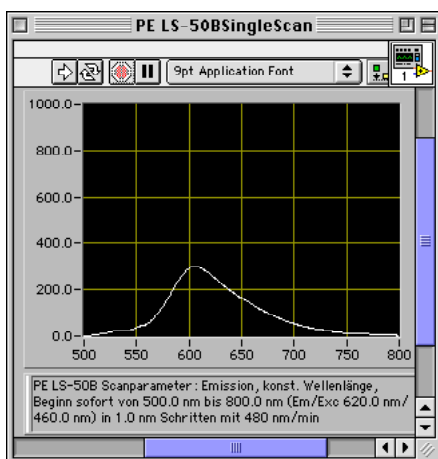 PE LS-50BSingleScan
9pt Application Font
1
1000.0
800.0
600.0
400.0
200.0
0.0
500 550 600 650 700 750 800
PE LS-50B Scanparameter: Emission, konst. Wellenlänge,
Beginn sofort von 500.0 nm bis 800.0 nm (Em/Exc 620.0 nm/
460.0 nm) in 1.0 nm Schritten mit 480 nm/min